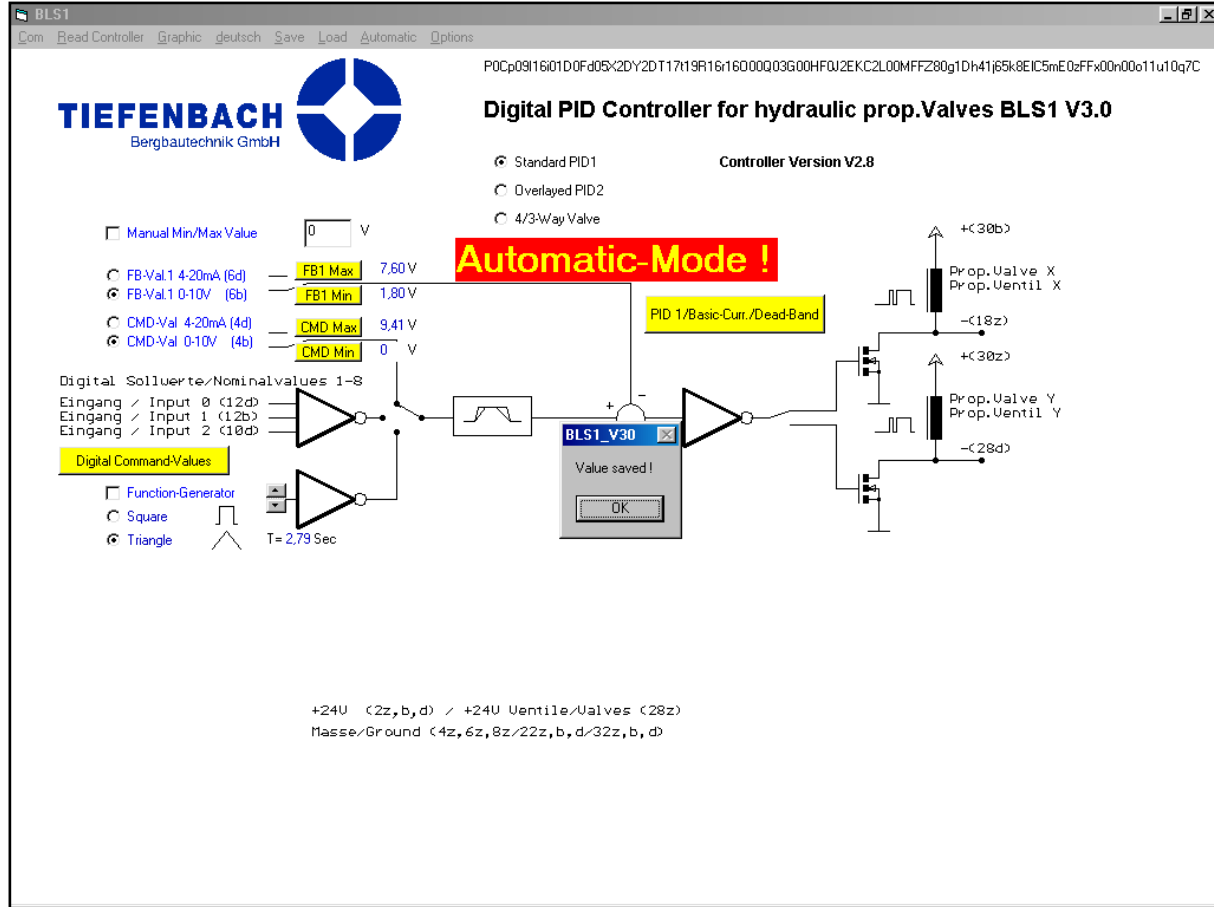 BLS1
Com Read Controller Graphic deutsch Save Load Automatic Options
TIEFENBACH
Bergbautechnik GmbH
Digital PID Controller for hydraulic prop.Valves BLS1 V3.0
Standard PID1
Controller Version V2.8
Overlayed PID2
4/3-Way Valve
Manual Min/Max Value 0 V
Automatic-Mode !
FB-Val.1 4-20mA (6d) FB1 Max 7,60 V
FB-Val.1 0-10V (6b) FB1 Min 1,80 V
CMD-Val 4-20mA (4d) CMD Max 9,41 V
CMD-Val 0-10V (4b) CMD Min 0 V
PID 1/Basic-Curr./Dead-Band
+(30b)
Prop.Valve X
Prop.Ventil X
-(18z)
+(30z)
Prop.Valve Y
Prop.Ventil Y
-(28d)
Digital Sollwerte/Nominalvalues 1-8
Eingang / Input 0 (12d)
Eingang / Input 1 (12b)
Eingang / Input 2 (10d)
+ -
Digital Command-Values
Function-Generator
Square
Triangle T= 2,79 Sec
BLS1_V30
Value saved !
OK
+24V (2z,b,d) / +24V Ventile/Valves (28z)
Masse/Ground (4z,6z,8z/22z,b,d/32z,b,d)